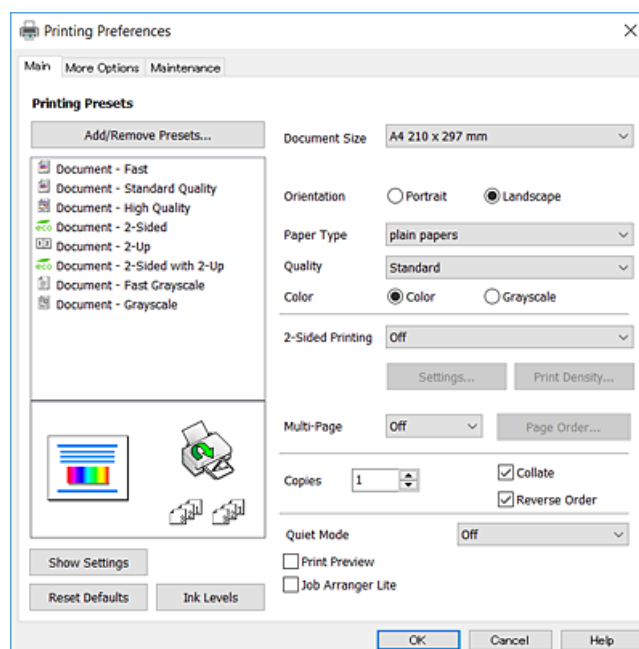 Printing Preferences
Main More Options Maintenance
Printing Presets
Add/Remove Presets...
Document - Fast
Document - Standard Quality
Document - High Quality
eco Document - 2-Sided
Document - 2-Up
eco Document - 2-Sided with 2-Up
Document - Fast Grayscale
Document - Grayscale
Show Settings
Reset Defaults Ink Levels
Document Size A4 210 x 297 mm
Orientation Portrait Landscape
Paper Type plain papers
Quality Standard
Color Color Grayscale
2-Sided Printing Off
Settings... Print Density...
Multi-Page Off Page Order...
Copies 1 Collate
Reverse Order
Quiet Mode Off
Print Preview
Job Arranger Lite
OK Cancel Help